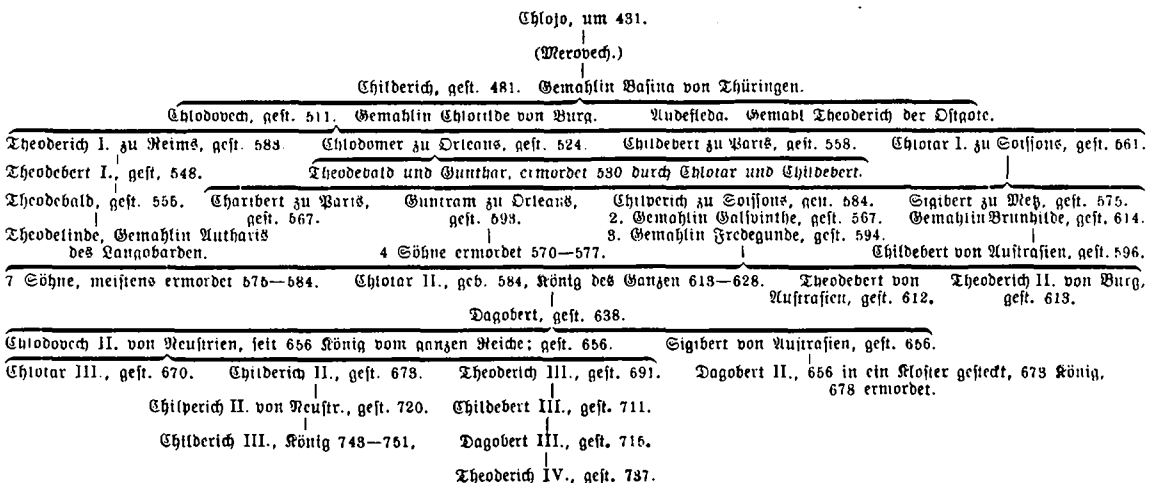 Chlojo, um 431.
(Merovech.)
Childerich, gest. 481. Gemahlin Basina von Thüringen.
Chlodovech, gest. 511. Gemahlin Chlotilde von Burg. Audefleda. Gemahl Theoderich der Ostgote.
Theoderich I. zu Reims, gest. 533. Chlodomer zu Orleans, gest. 524. Childebert zu Paris, gest. 558. Chlotar I. zu Soissons, gest. 561.
Theodebert I., gest. 548. Theodebald und Gunthar, ermordet 530 durch Chlotar und Childebert.
Theodebald, gest. 555. Charibert zu Paris, Guntram zu Orleans, Chilperich zu Soissons, gest. 584. Sigibert zu Metz, gest. 575.
gest. 567. gest. 593. 2. Gemahlin Galsvinthe, gest. 567. Gemahlin Brunhilde, gest. 614.
Theodelinde, Gemahlin Autharis 3. Gemahlin Fredegunde, gest. 594.
des Langobarden. 4 Söhne ermordet 570—577. Childebert von Austrasien, gest. 596.
7 Söhne, meistens ermordet 575—584. Chlotar II., geb. 584, König des Ganzen 613—628. Theodebert von Theoderich II. von Burg,
Austrasien, gest. 612. gest. 613.
Dagobert, gest. 638.
Chlodovech II. von Neustrien, seit 656 König vom ganzen Reiche; gest. 656. Sigibert von Austrasien, gest. 656.
Chlotar III., gest. 670. Childerich II., gest. 673. Theoderich III., gest. 691. Dagobert II., 656 in ein Kloster gesteckt, 673 König,
678 ermordet.
Chilperich II. von Neustr., gest. 720. Childebert III., gest. 711.
Childerich III., König 743—751. Dagobert III., gest. 715.
Theoderich IV., gest. 737.